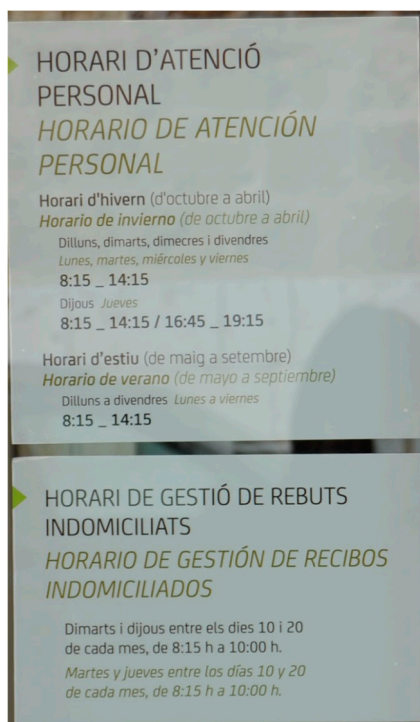 HORARI D'ATENCIÓ
PERSONAL
HORARIO DE ATENCIÓN
PERSONAL
Horari d'hivern (d'octubre a abril)
Horario de invierno (de octubre a abril)
Dilluns, dimarts, dimecres i divendres
Lunes, martes, miércoles y viernes
8:15 _ 14:15
Dijous Jueves
8:15 _ 14:15 / 16:45 _ 19:15
Horari d'estiu (de maig a setembre)
Horario de verano (de mayo a septiembre)
Dilluns a divendres Lunes a viernes
8:15 _ 14:15
HORARI DE GESTIÓ DE REBUTS
INDOMICILIATS
HORARIO DE GESTIÓN DE RECIBOS
INDOMICILIADOS
Dimarts i dijous entre els dies 10 i 20
de cada mes, de 8:15 h a 10:00 h.
Martes y jueves entre los días 10 y 20
de cada mes, de 8:15 h a 10:00 h.